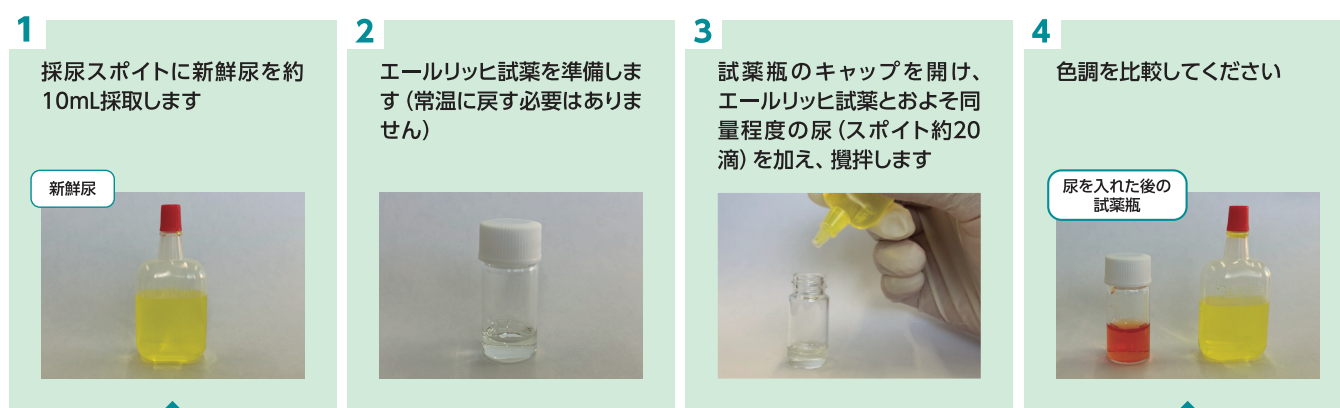 1
採尿スポイトに新鮮尿を約
10mL採取します
新鮮尿
2
エールリッヒ試薬を準備しま
す（常温に戻す必要はありま
せん）
3
試薬瓶のキャップを開け、
エールリッヒ試薬とおよそ同
量程度の尿（スポイト約20
滴）を加え、攪拌します
4
色調を比較してください
尿を入れた後の
試薬瓶